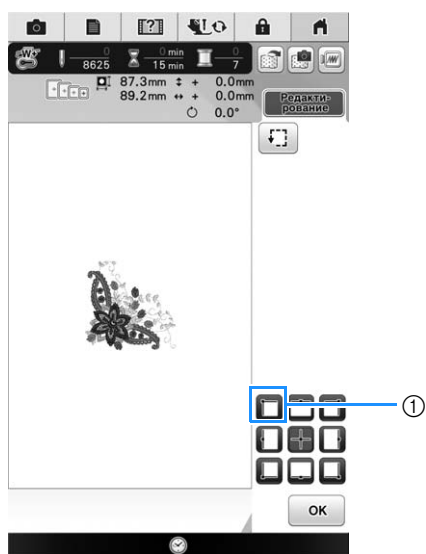 0 0 min 0
8625 15 min 7
87.3mm + 0.0mm
89.2mm + 0.0mm
0.0°
Редакти-
рование
①
OK